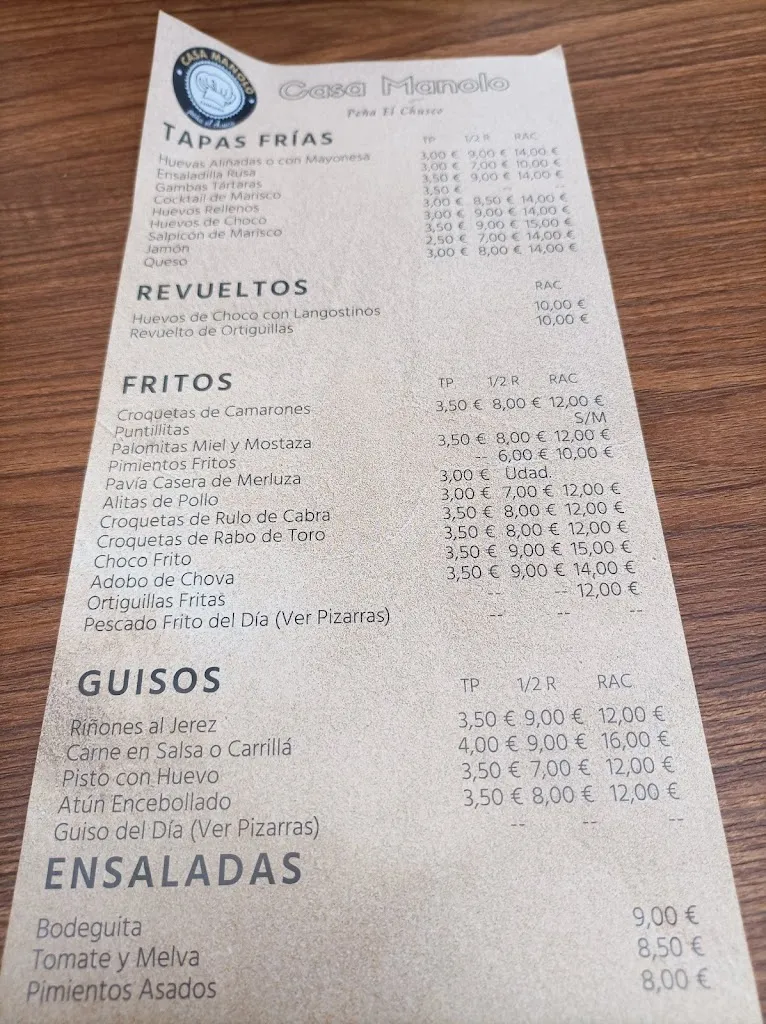 CASA MANOLO
Casa Manolo
Peña El Chusco
TAPAS FRÍAS TP 1/2 R RAC
Huevas Aliñadas o con Mayonesa 3,00 € 9,00 € 14,00 €
Ensaladilla Rusa 3,00 € 7,00 € 10,00 €
Gambas Tártaras 3,50 € 9,00 € 14,00 €
Cocktail de Marisco 3,50 € -- --
Huevos Rellenos 3,00 € 8,50 € 14,00 €
Huevos de Choco 3,00 € 9,00 € 14,00 €
Salpicón de Marisco 3,50 € 9,00 € 15,00 €
Jamón 2,50 € 7,00 € 14,00 €
Queso 3,00 € 8,00 € 14,00 €
REVUELTOS RAC
Huevos de Choco con Langostinos 10,00 €
Revuelto de Ortiguillas 10,00 €
FRITOS TP 1/2 R RAC
Croquetas de Camarones 3,50 € 8,00 € 12,00 €
Puntillitas S/M
Palomitas Miel y Mostaza 3,50 € 8,00 € 12,00 €
Pimientos Fritos -- 6,00 € 10,00 €
Pavía Casera de Merluza 3,00 € Udad.
Alitas de Pollo 3,00 € 7,00 € 12,00 €
Croquetas de Rulo de Cabra 3,50 € 8,00 € 12,00 €
Croquetas de Rabo de Toro 3,50 € 8,00 € 12,00 €
Choco Frito 3,50 € 9,00 € 15,00 €
Adobo de Chova 3,50 € 9,00 € 14,00 €
Ortiguillas Fritas -- -- 12,00 €
Pescado Frito del Día (Ver Pizarras) -- -- --
GUISOS TP 1/2 R RAC
Riñones al Jerez 3,50 € 9,00 € 12,00 €
Carne en Salsa o Carrillá 4,00 € 9,00 € 16,00 €
Pisto con Huevo 3,50 € 7,00 € 12,00 €
Atún Encebollado 3,50 € 8,00 € 12,00 €
Guiso del Día (Ver Pizarras) -- -- --
ENSALADAS
Bodeguita 9,00 €
Tomate y Melva 8,50 €
Pimientos Asados 8,00 €